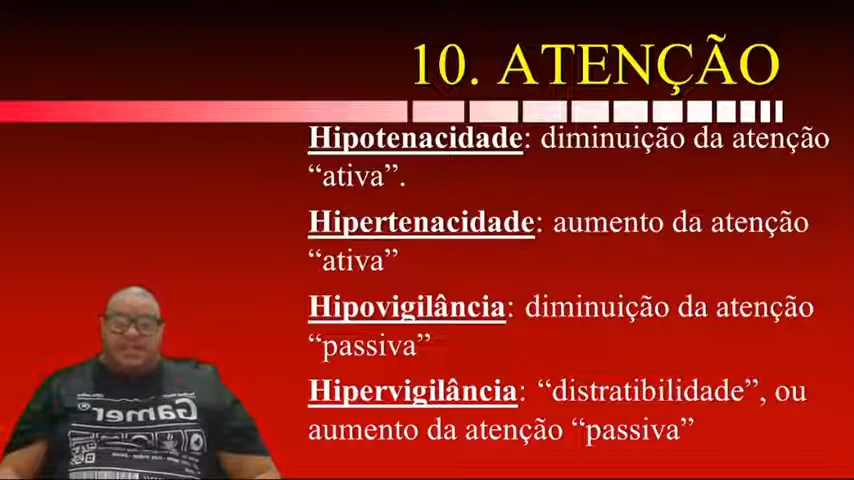 10. ATENÇÃO
Hipotenacidade: diminuição da atenção
“ativa”.
Hipertenacidade: aumento da atenção
“ativa”
Hipovigilância: diminuição da atenção
“passiva”
Hipervigilância: “distratibilidade”, ou
aumento da atenção “passiva”
Gamer